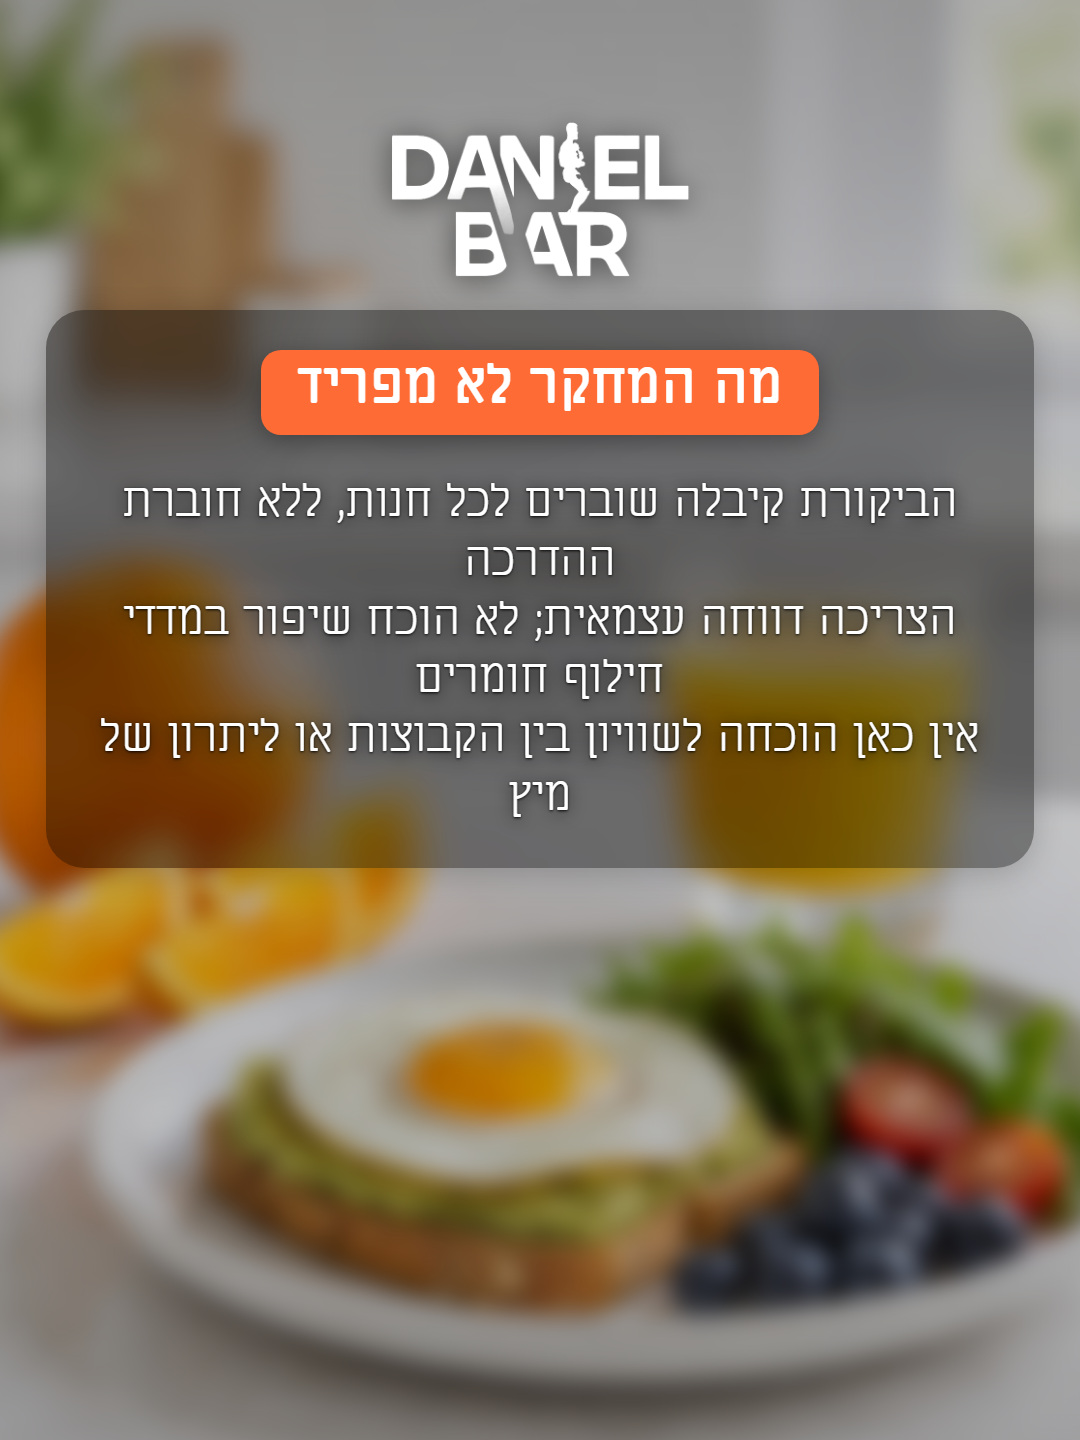 DANIEL
BAR
מה המחקר לא מפריד
הביקורת קיבלה שוברים לכל חנות, ללא חוברת
ההדרכה
הצריכה דווחה עצמאית; לא הוכח שיפור במדדי
חילוף חומרים
אין כאן הוכחה לשוויון בין הקבוצות או ליתרון של
מיץ